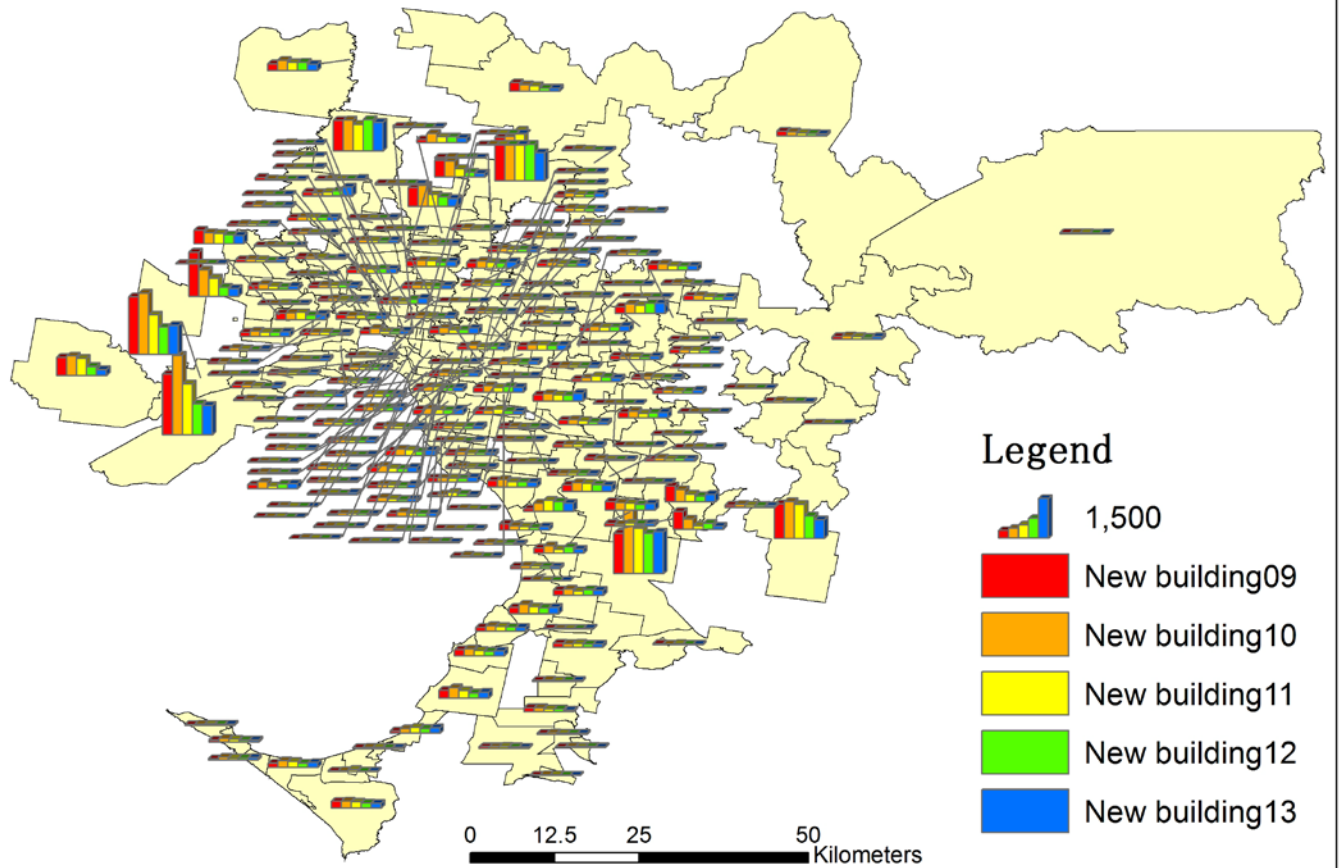 Legend
1,500
New building09
New building10
New building11
New building12
New building13
0 12.5 25 50
Kilometers